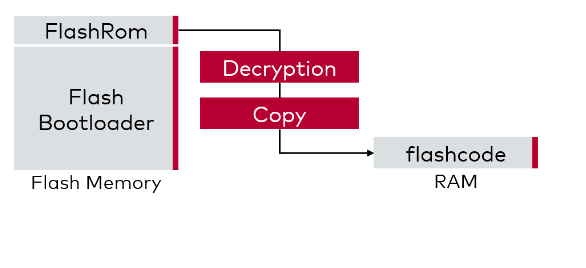 FlashRom
Flash
Bootloader
Flash Memory
Decryption
Copy
flashcode
RAM